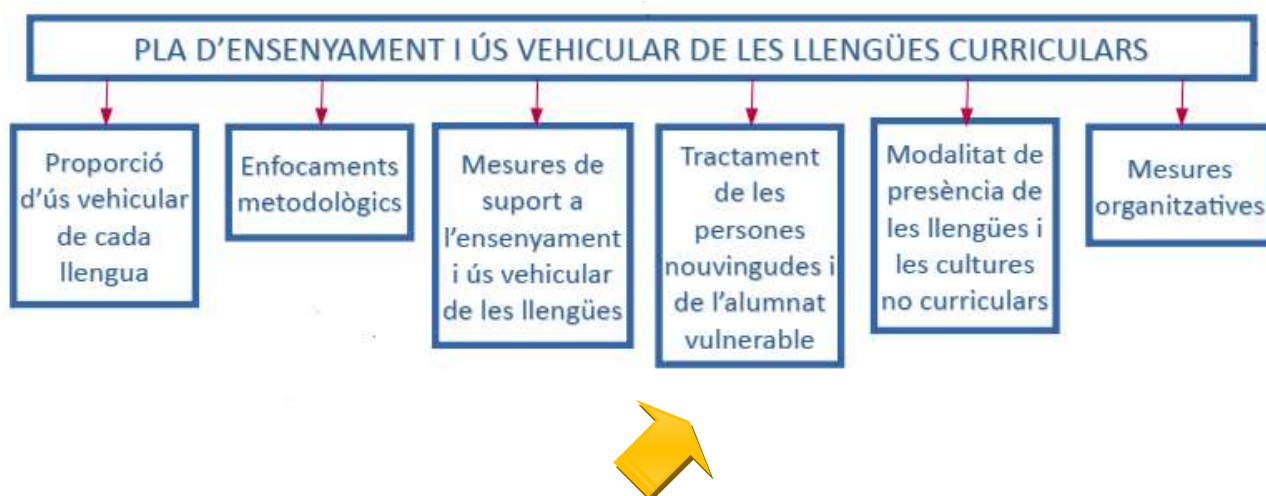 PLA D'ENSENYAMENT I ÚS VEHICULAR DE LES LLENGÜES CURRICULARS
Proporció
d'ús vehicular
de cada
llengua
Enfocaments
metodològics
Mesures de
suport a
l'ensenyament
i ús vehicular
de les llengües
Tractament
de les
persones
nouvingudes i
de l'alumnat
vulnerable
Modalitat de
presència de
les llengües i
les cultures
no curriculars
Mesures
organitzatives